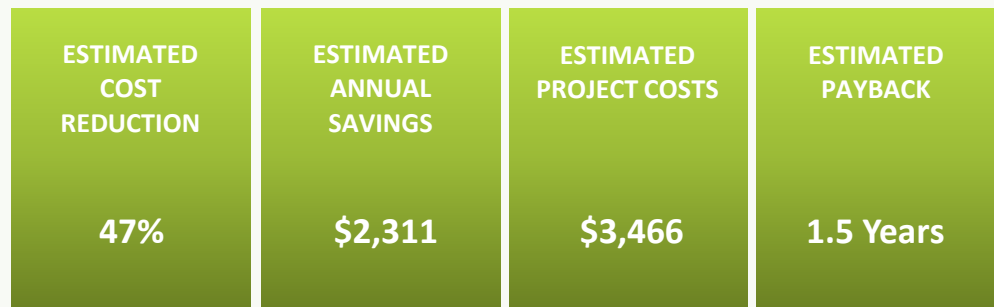 ESTIMATED
COST
REDUCTION
47%
ESTIMATED
ANNUAL
SAVINGS
$2,311
ESTIMATED
PROJECT COSTS
$3,466
ESTIMATED
PAYBACK
1.5 Years